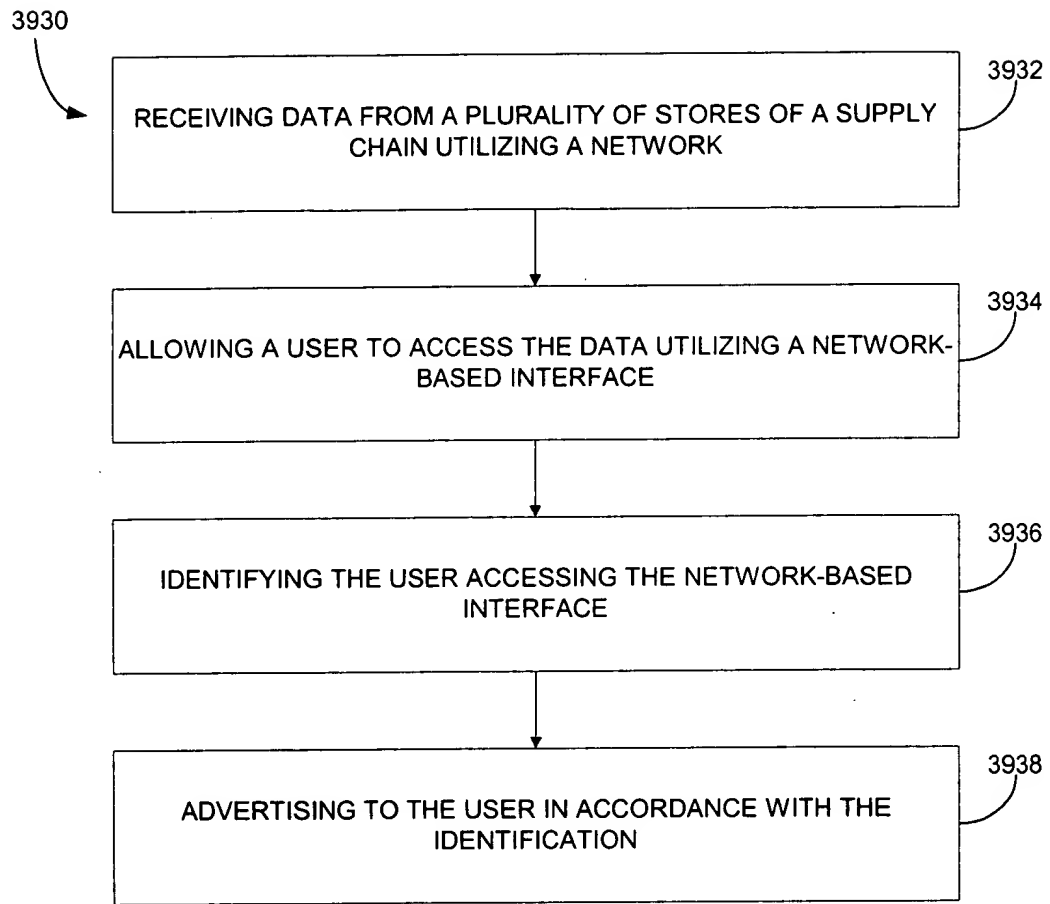 3930
3932
RECEIVING DATA FROM A PLURALITY OF STORES OF A SUPPLY
CHAIN UTILIZING A NETWORK
3934
ALLOWING A USER TO ACCESS THE DATA UTILIZING A NETWORK-
BASED INTERFACE
3936
IDENTIFYING THE USER ACCESSING THE NETWORK-BASED
INTERFACE
3938
ADVERTISING TO THE USER IN ACCORDANCE WITH THE
IDENTIFICATION